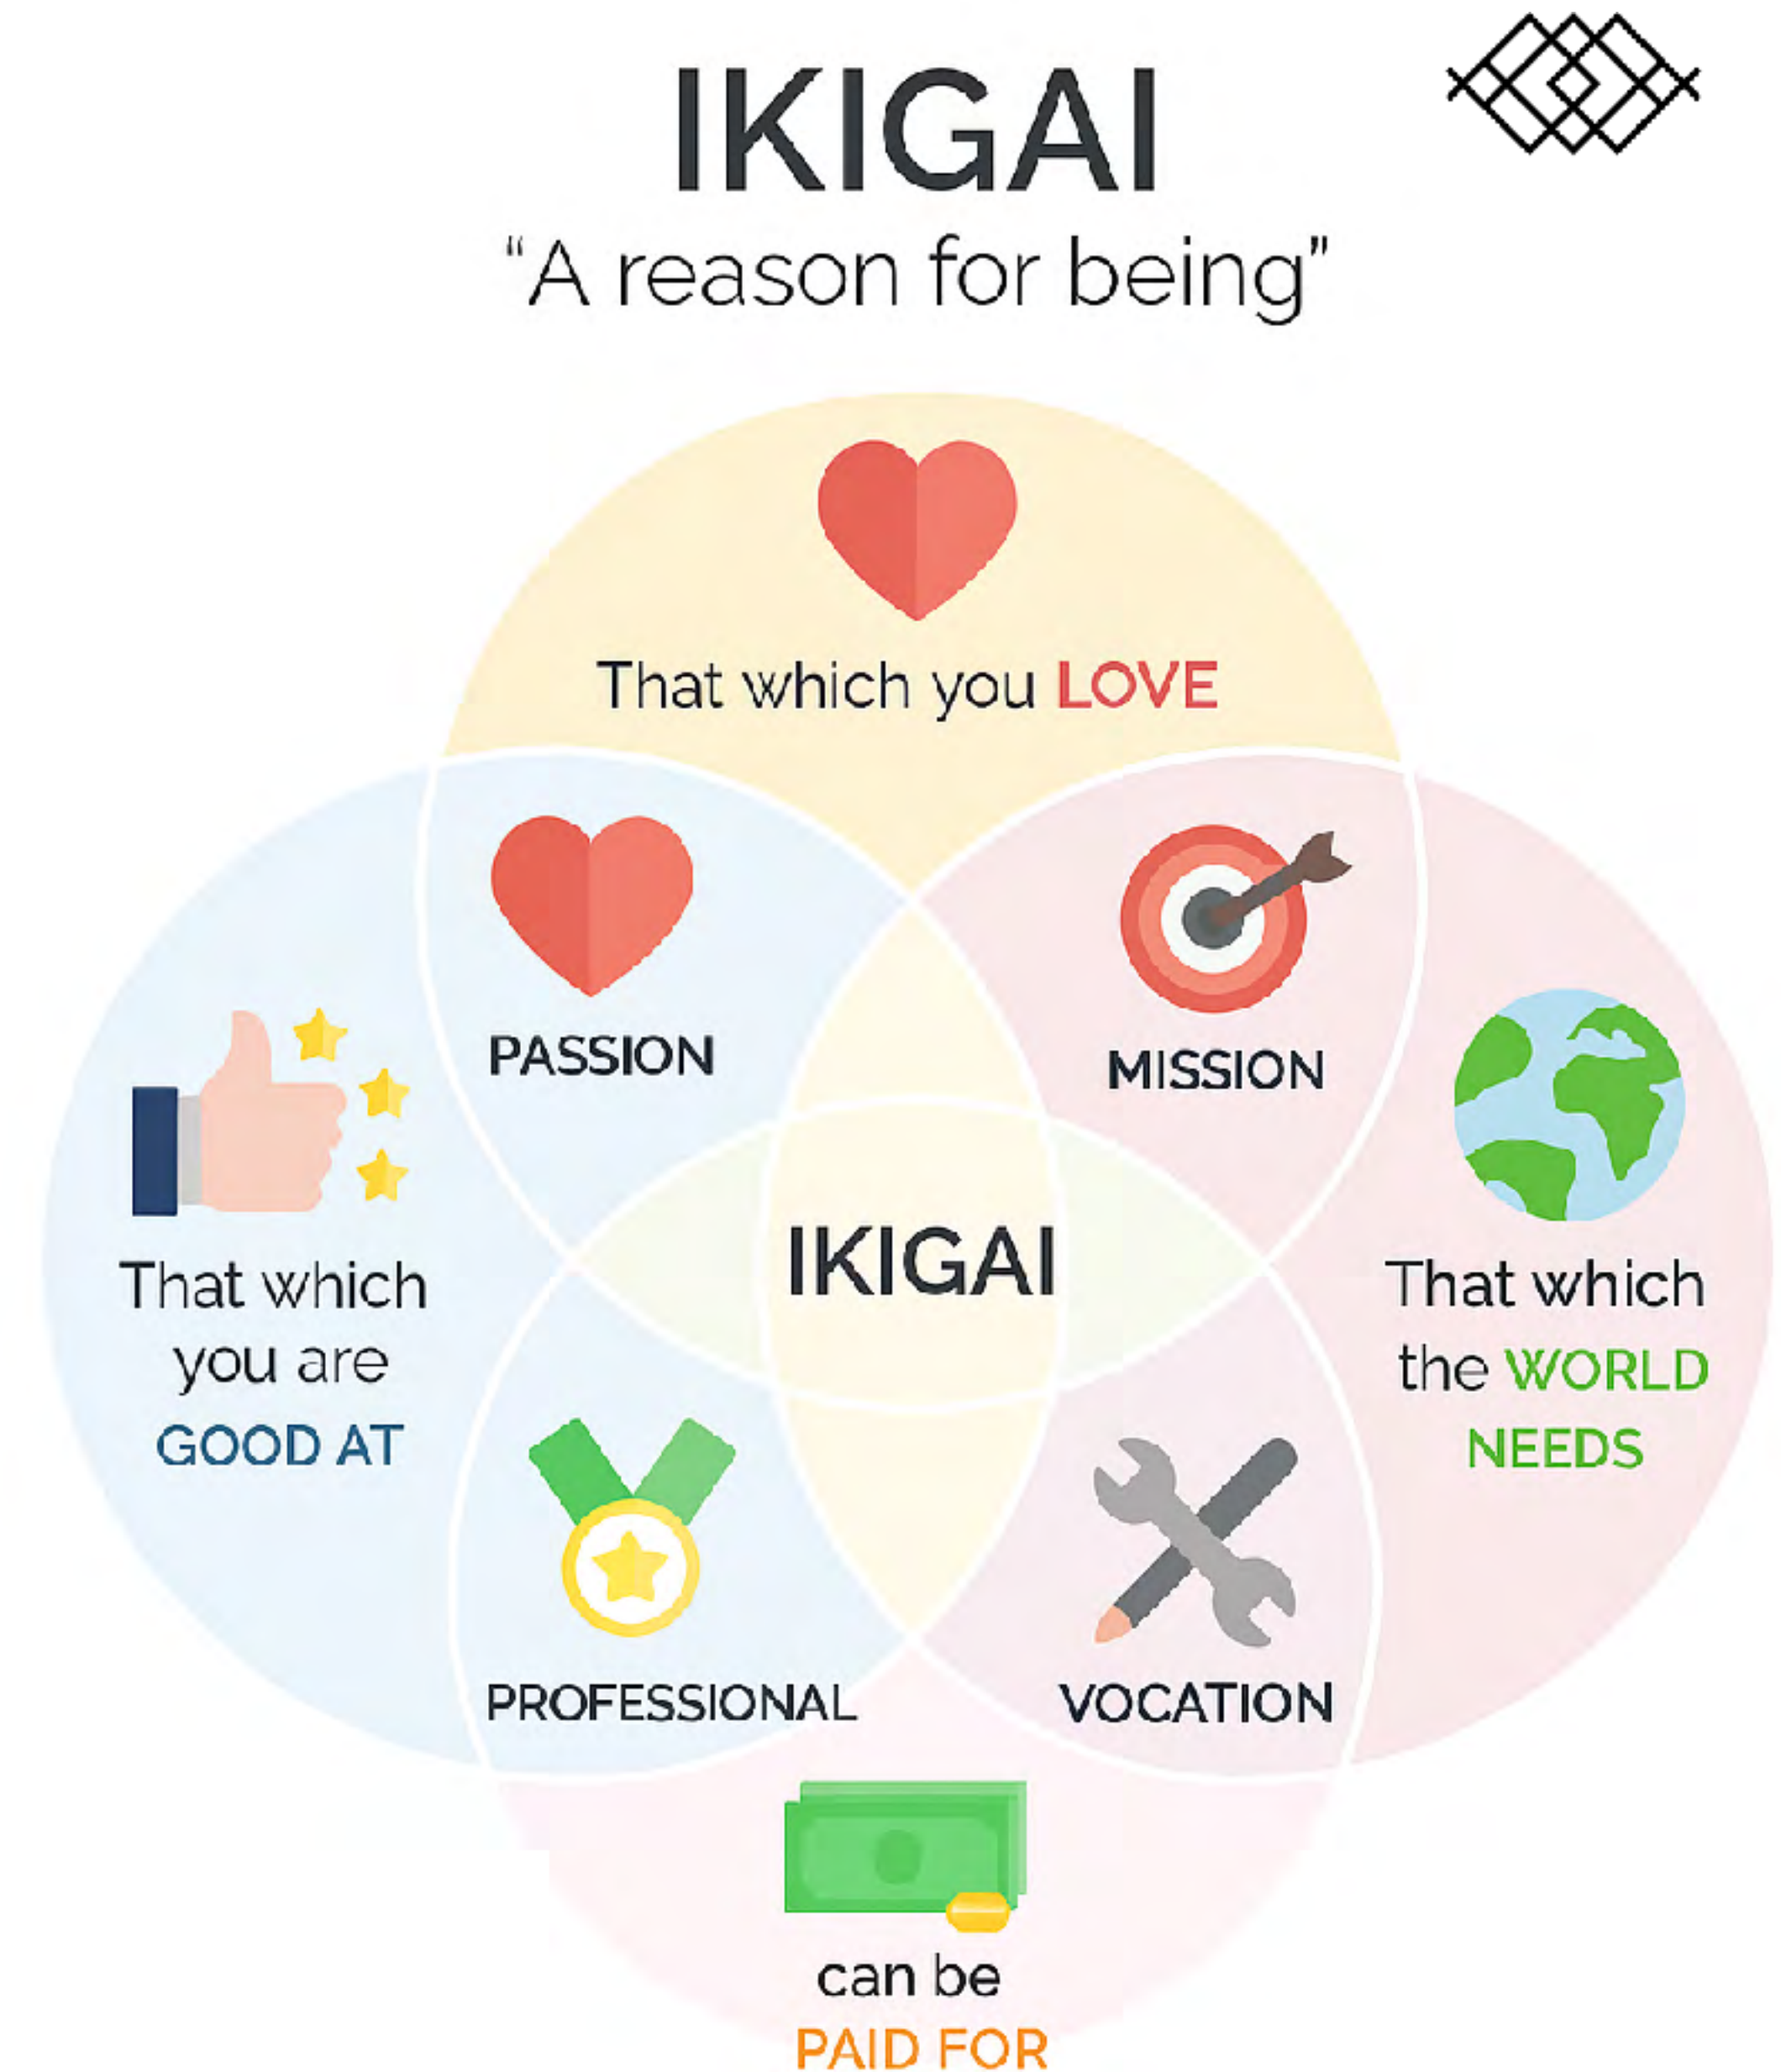 IKIGAI
“A reason for being”
That which you LOVE
PASSION
MISSION
That which
you are
GOOD AT
IKIGAI
That which
the WORLD
NEEDS
PROFESSIONAL
VOCATION
can be
PAID FOR